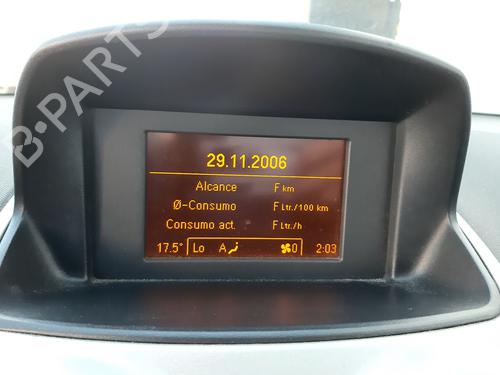 B-PARTS
29.11.2006
Alcance F km
Ø-Consumo F Ltr./100 km
Consumo act. F Ltr./h
17.5° Lo A 0 2:03